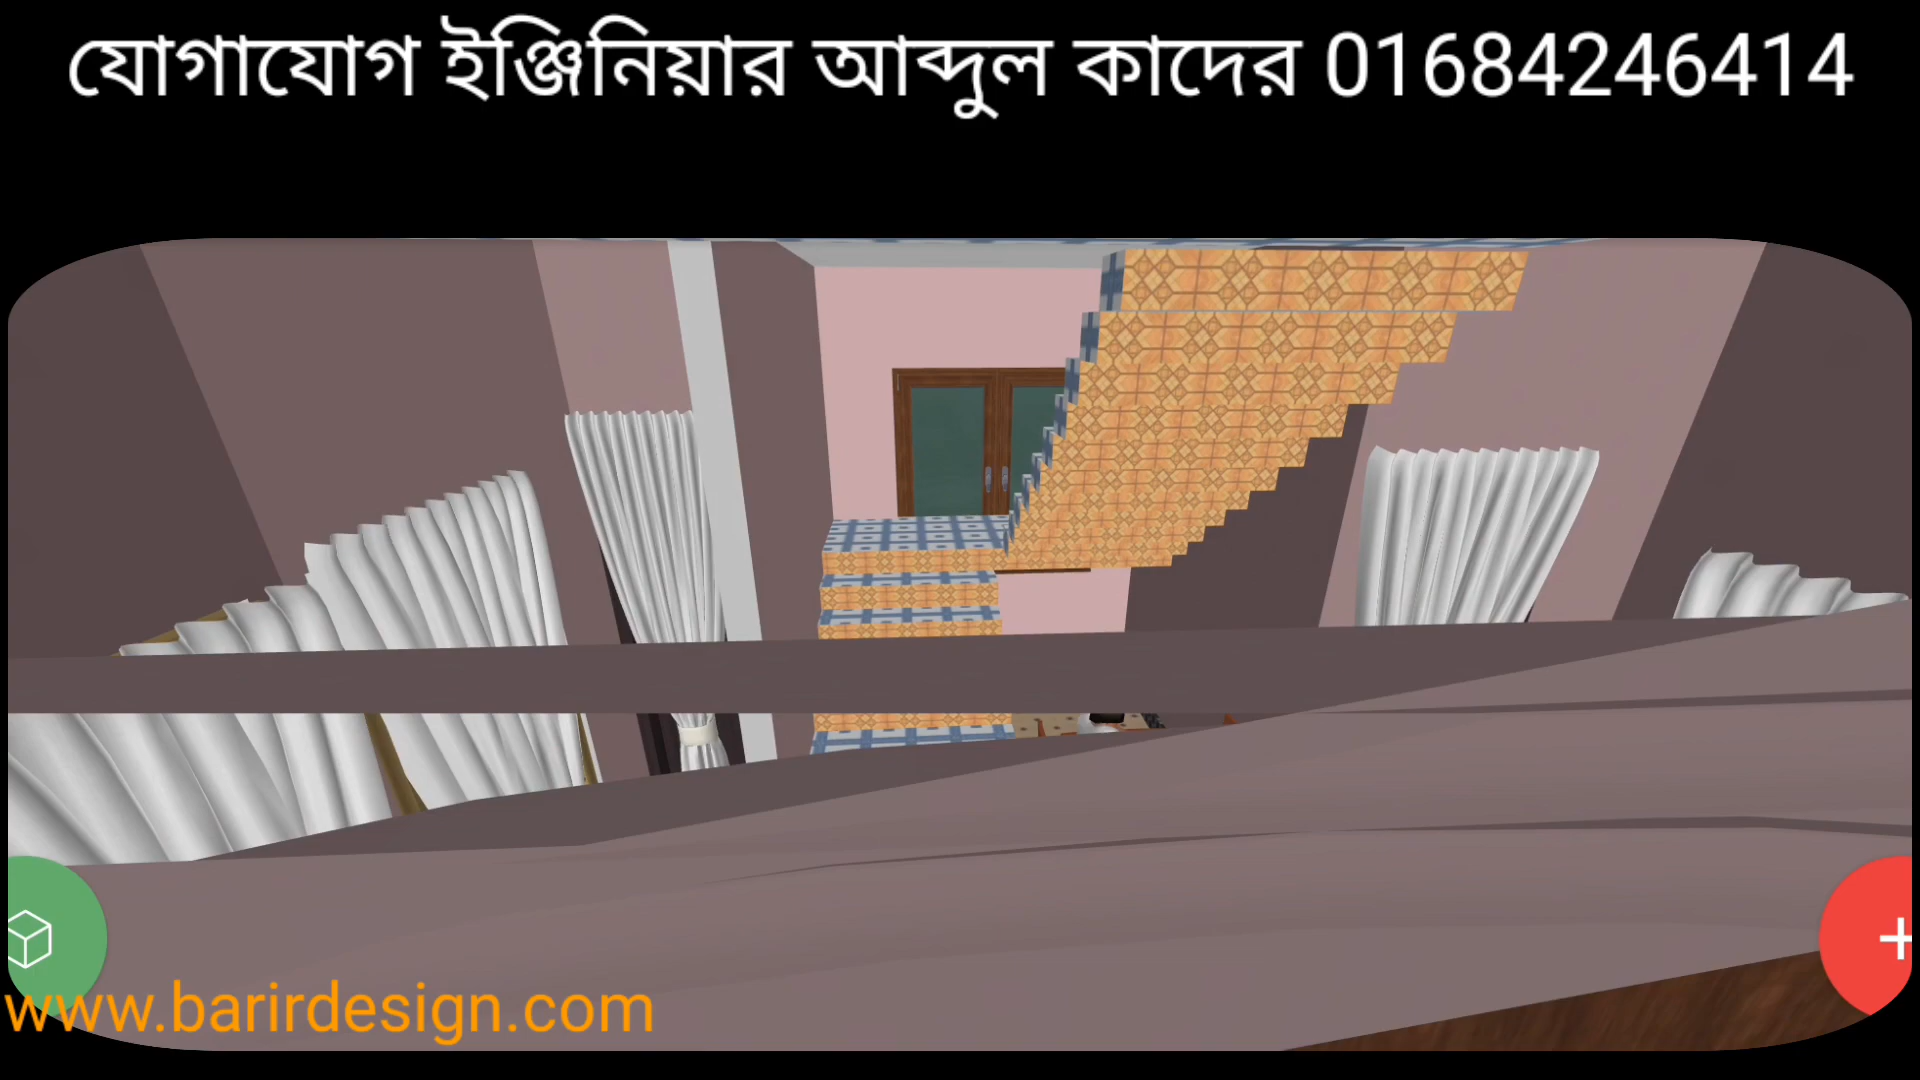 যোগাযোগ ইঞ্জিনিয়ার আব্দুল কাদের 01684246414
www.barirdesign.com